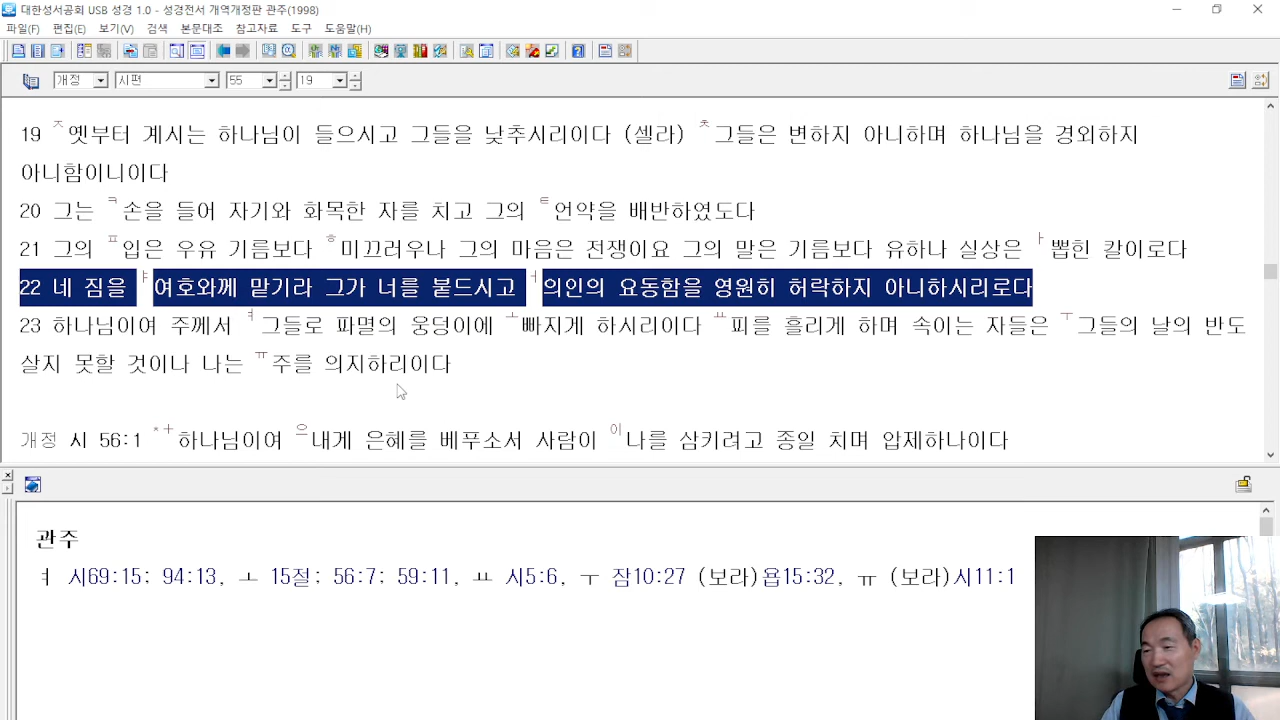 대한성서공회 USB 성경 1.0 - 성경전서 개역개정판 관주(1998)
파일(F) 편집(E) 보기(V) 검색 본문대조 참고자료 도구 도움말(H)
개정 시편 55 19
19 ㅈ옛부터 계시는 하나님이 들으시고 그들을 낮추시리이다 (셀라) ㅊ그들은 변하지 아니하며 하나님을 경외하지
아니함이니이다
20 그는 ㅋ손을 들어 자기와 화목한 자를 치고 그의 ㅌ언약을 배반하였도다
21 그의 ㅍ입은 우유 기름보다 ㅎ미끄러우나 그의 마음은 전쟁이요 그의 말은 기름보다 유하나 실상은 ㅏ뽑힌 칼이로다
22 네 짐을 ㅑ여호와께 맡기라 그가 너를 붙드시고 ㅓ의인의 요동함을 영원히 허락하지 아니하시리로다
23 하나님이여 주께서 ㅕ그들로 파멸의 웅덩이에 ㅗ빠지게 하시리이다 ㅛ피를 흘리게 하며 속이는 자들은 ㅜ그들의 날의 반도
살지 못할 것이나 나는 ㅠ주를 의지하리이다
개정 시 56:1 *ㅏ하나님이여 으내게 은혜를 베푸소서 사람이 이나를 삼키려고 종일 치며 압제하나이다
관주
ㅕ 시69:15; 94:13, ㅗ 15절; 56:7; 59:11, ㅛ 시5:6, ㅜ 잠10:27 (보라)욥15:32, ㅠ (보라)시11:1